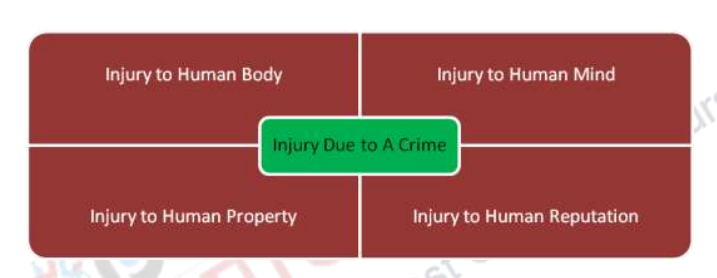 Injury to Human Body
Injury to Human Mind
Injury Due to A Crime
Injury to Human Property
Injury to Human Reputation